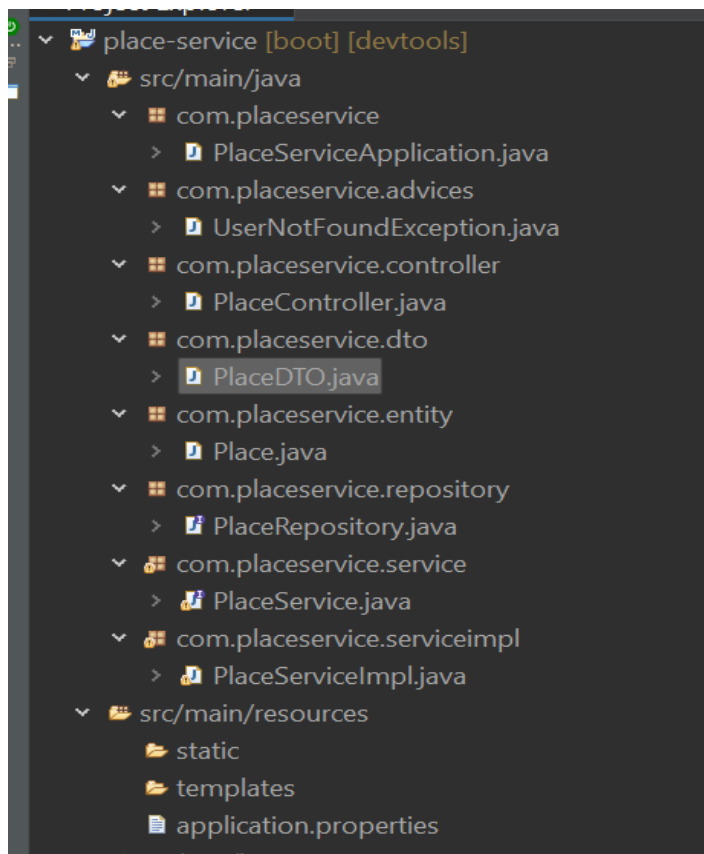 Project Explorer
place-service [boot] [devtools]
src/main/java
com.placeservice
PlaceServiceApplication.java
com.placeservice.advices
UserNotFoundException.java
com.placeservice.controller
PlaceController.java
com.placeservice.dto
PlaceDTO.java
com.placeservice.entity
Place.java
com.placeservice.repository
PlaceRepository.java
com.placeservice.service
PlaceService.java
com.placeservice.serviceimpl
PlaceServiceImpl.java
src/main/resources
static
templates
application.properties